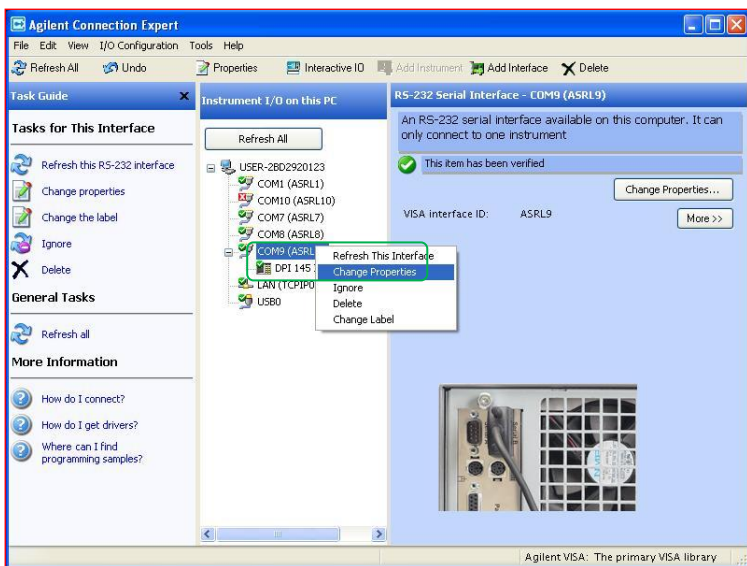 Agilent Connection Expert
File Edit View I/O Configuration Tools Help
Refresh All Undo Properties Interactive IO Add Instrument Add Interface Delete
Task Guide
Tasks for This Interface
Refresh this RS-232 interface
Change properties
Change the label
Ignore
Delete
General Tasks
Refresh all
More Information
How do I connect?
How do I get drivers?
Where can I find
programming samples?
Instrument I/O on this PC
Refresh All
USER-2BD2920123
COM1 (ASRL1)
COM10 (ASRL10)
COM7 (ASRL7)
COM8 (ASRL8)
COM9 (ASRL
DPI 145
LAN (TCPIP0
USB0
Refresh This Interface
Change Properties
Ignore
Delete
Change Label
RS-232 Serial Interface - COM9 (ASRL9)
An RS-232 serial interface available on this computer. It can
only connect to one instrument
This item has been verified
Change Properties...
VISA interface ID: ASRL9
More >>
Agilent VISA: The primary VISA library